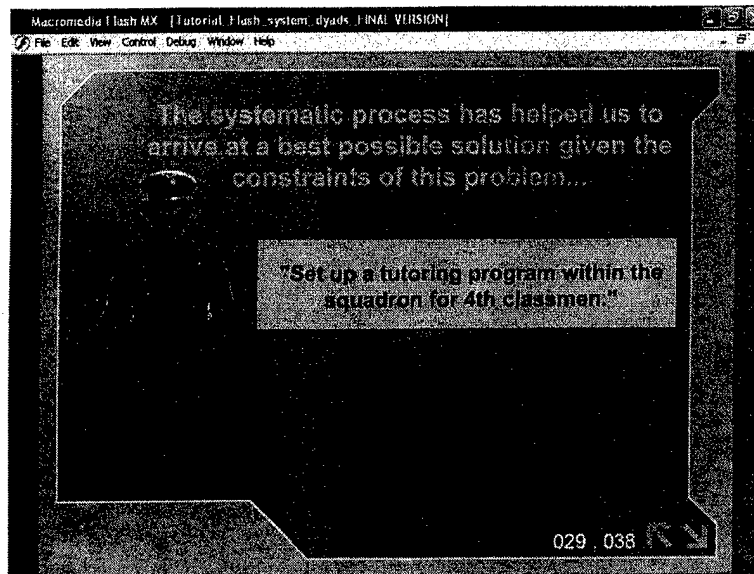 Macromedia Flash MX - [Tutorial_Flash_system_dyads_FINAL VERSION]
File Edit View Control Debug Window Help
The systematic process has helped us to
arrive at a best possible solution given the
constraints of this problem...
"Set up a tutoring program within the
squadron for 4th classmen."
029 . 038